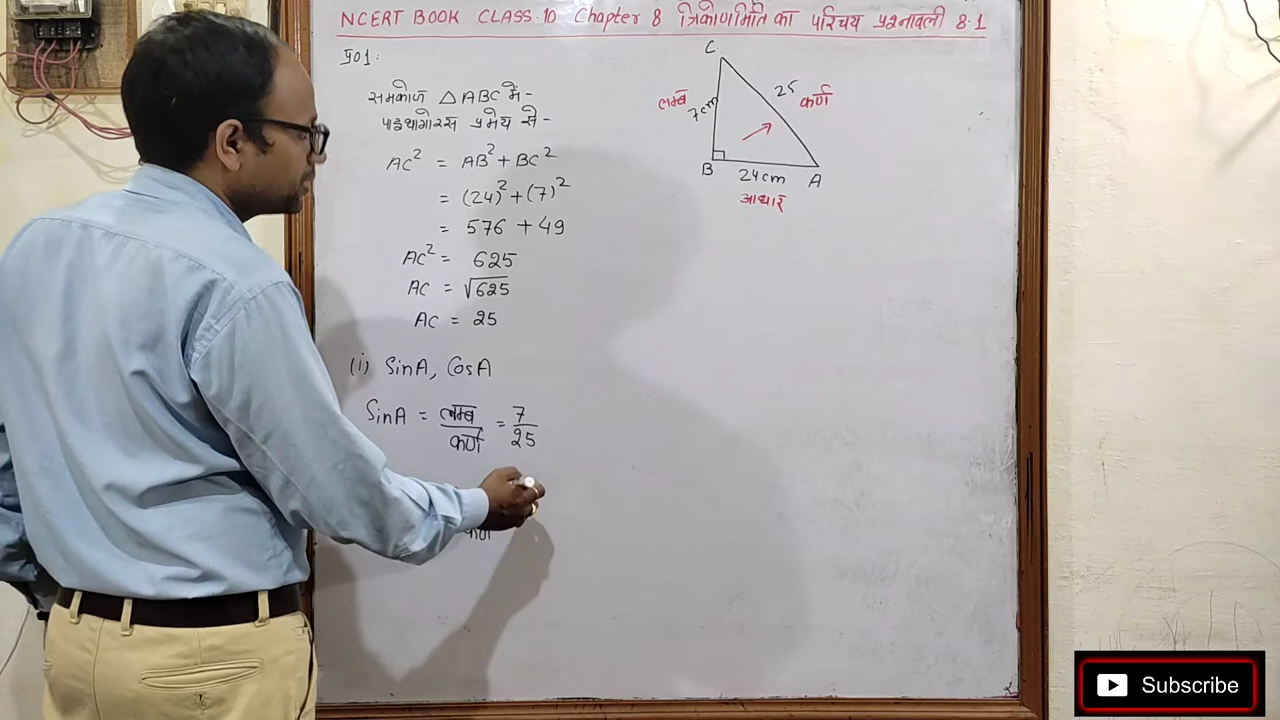 NCERT BOOK CLASS 10 Chapter 8 त्रिकोणमिति का परिचय प्रश्नावली 8.1
प्र01:
समकोण △ABC में-
पाइथागोरस प्रमेय से-
AC² = AB² + BC²
= (24)² + (7)²
= 576 + 49
AC² = 625
AC = √625
AC = 25
(i) SinA, CosA
SinA = लम्ब/कर्ण = 7/25
कर्ण
C
लम्ब
7cm
25
कर्ण
B
24cm
A
आधार
Subscribe